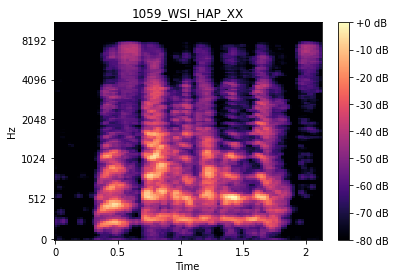 1059_WSI_HAP_XX
8192
4096
2048
1024
512
0
Hz
0
0.5
1
1.5
2
Time
+0 dB
-10 dB
-20 dB
-30 dB
-40 dB
-50 dB
-60 dB
-70 dB
-80 dB